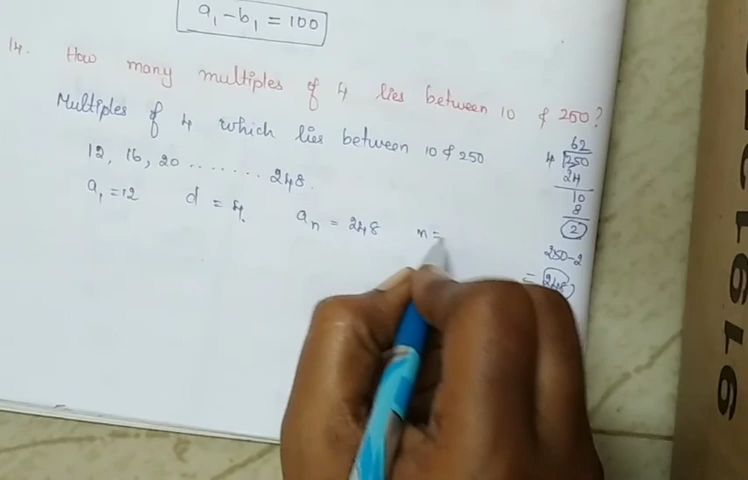 a₁ - b₁ = 100
14. How many multiples of 4 lies between 10 & 250?
Multiples of 4 which lies between 10 & 250
12, 16, 20 ........ 248.
a₁ = 12 d = 4. aₙ = 248 n =
62
4 250
24
10
8
2
250-2
= 248
919126